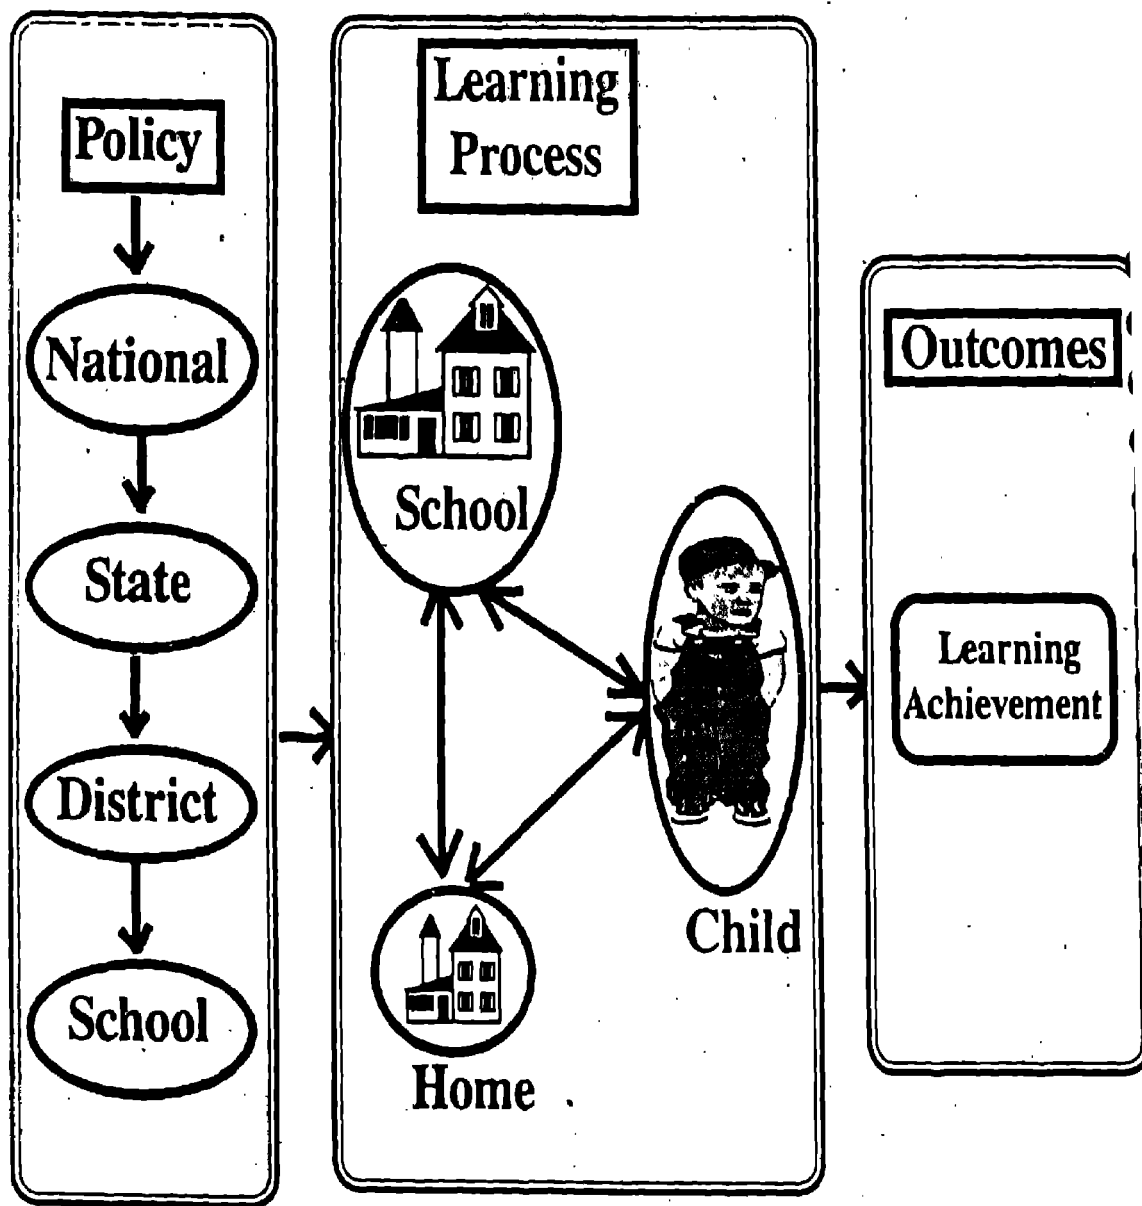 Policy
National
State
District
School
Learning
Process
School
Child
Home
Outcomes
Learning
Achievement